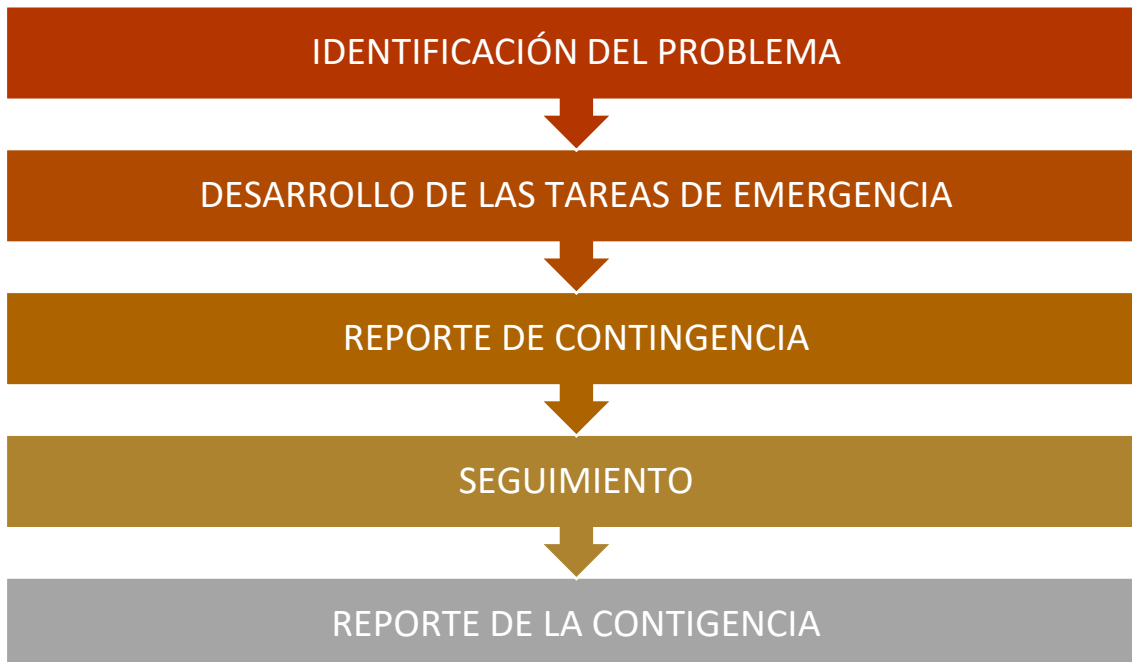 IDENTIFICACIÓN DEL PROBLEMA
DESARROLLO DE LAS TAREAS DE EMERGENCIA
REPORTE DE CONTINGENCIA
SEGUIMIENTO
REPORTE DE LA CONTIGENCIA